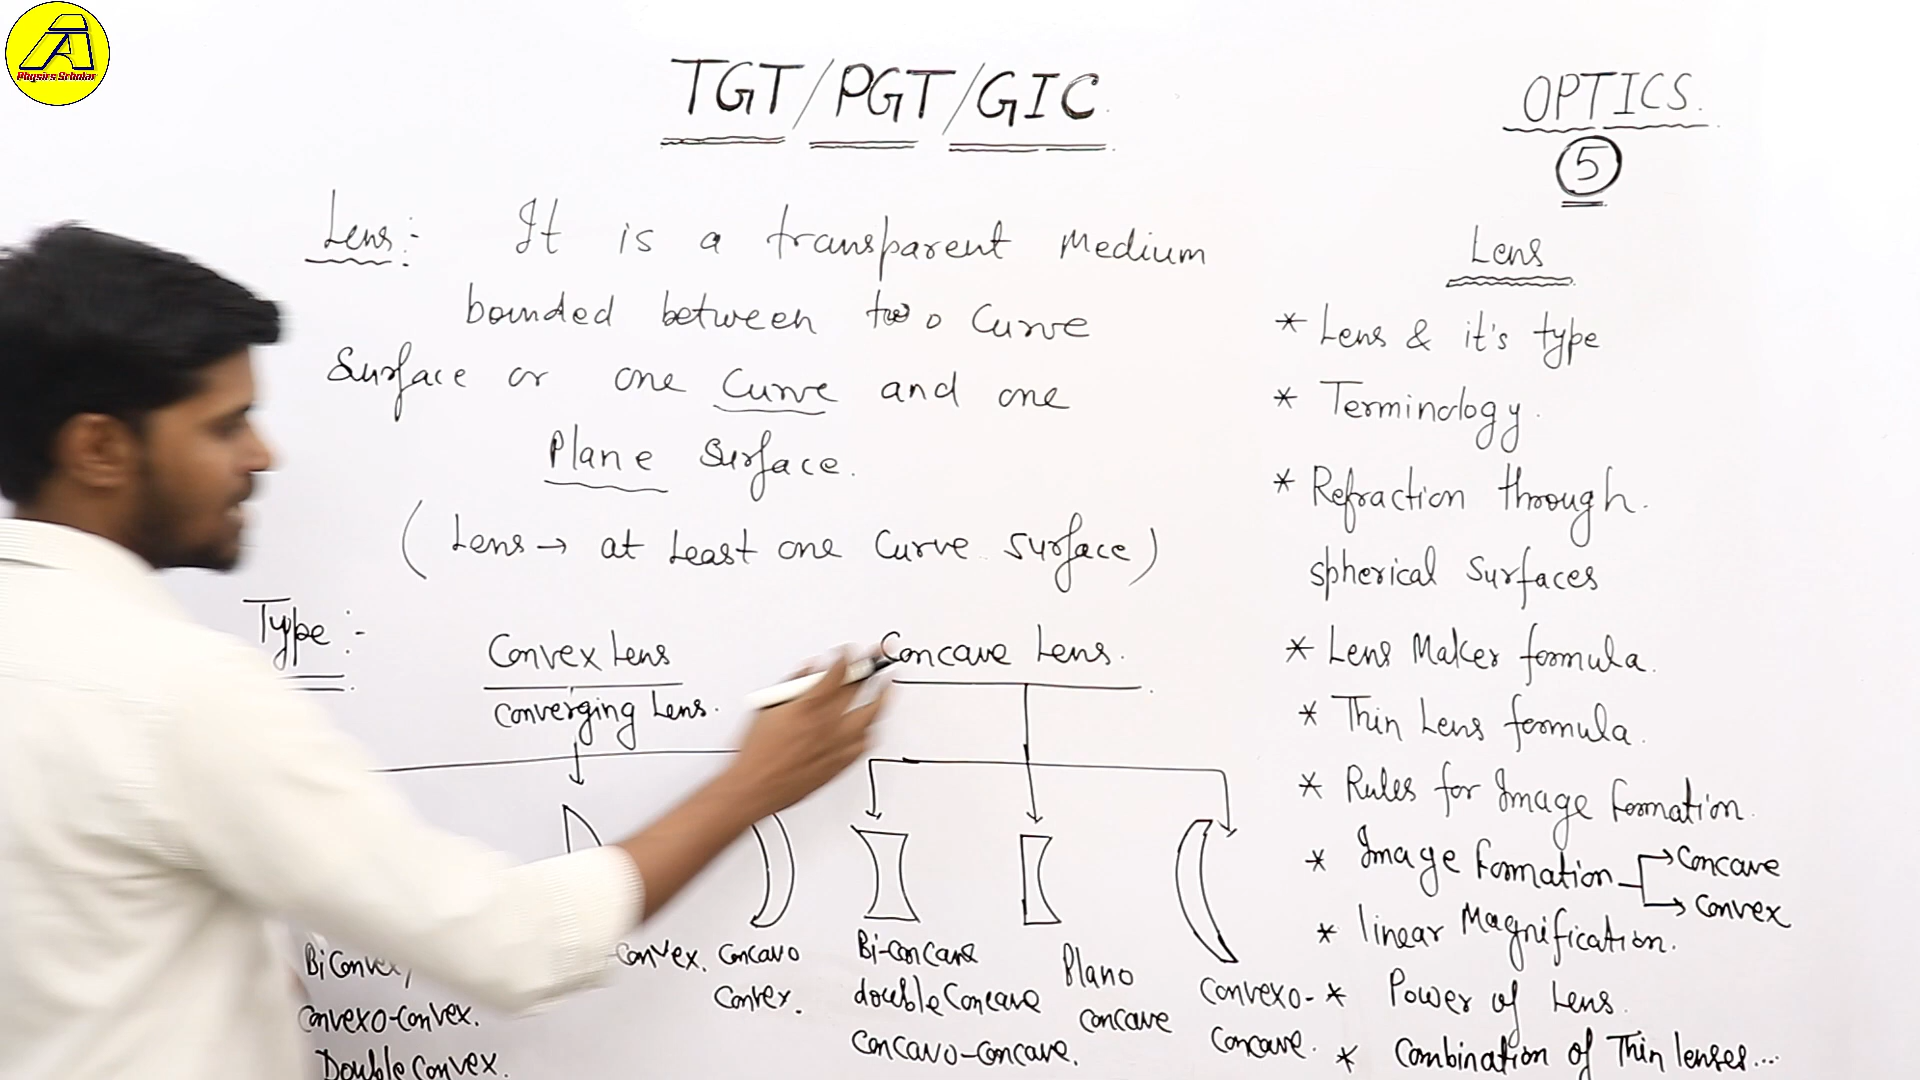 Physics Scholar
TGT/PGT/GIC
OPTICS.
5
Lens:- It is a transparent Medium
bounded between two Curve
Surface or one Curve and one
Plane Surface.
(Lens → at Least one Curve Surface)
Type :-
Convex Lens
Converging Lens.
Concave Lens.
BiConvex,
Convexo-Convex.
Double Convex.
-Convex.
Concavo
Convex.
Bi-concave
double Concave
Concavo-Concave.
Plano
Concave
Convexo-
Concave.
Lens
* Lens & it's type
* Terminology.
* Refraction through.
spherical Surfaces
* Lens Maker formula.
* Thin Lens formula.
* Rules for Image Formation.
* Image Formation → Concave
→ Convex
* linear Magnification.
* Power of Lens.
* Combination of Thin lenses...